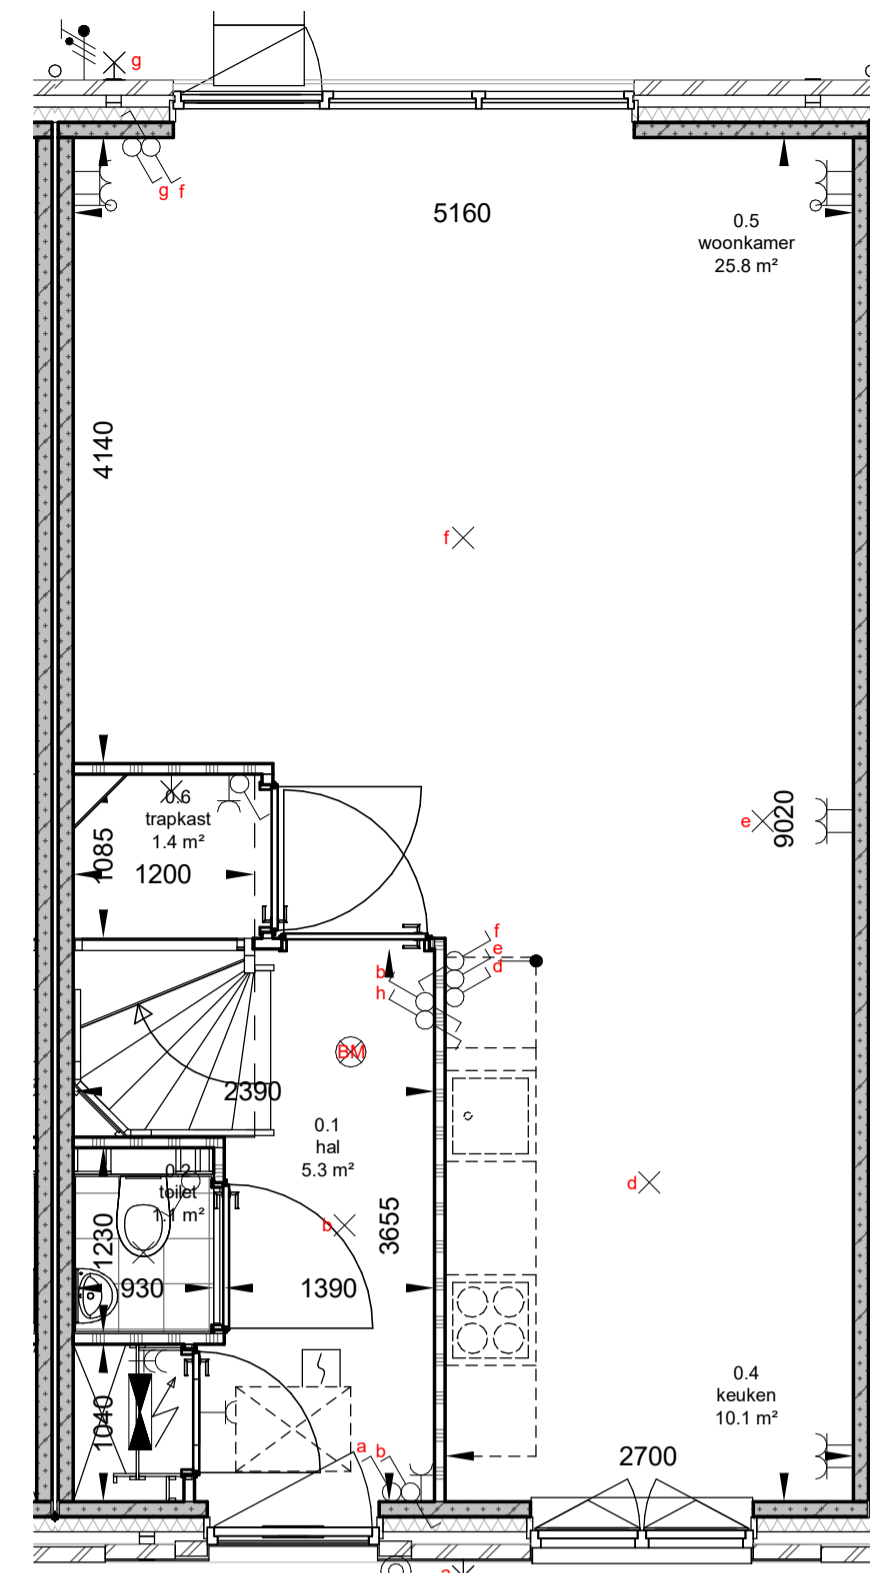 g
g f
5160
0.5
woonkamer
25.8 m²
4140
f
0.6
trapkast
1.4 m²
1085
1200
e
9020
f
e
d
b
h
BM
2390
0.1
hal
5.3 m²
0.2
toilet
1.1 m²
d
b
3655
1230
930
1390
0.4
keuken
10.1 m²
1040
a b
2700
a